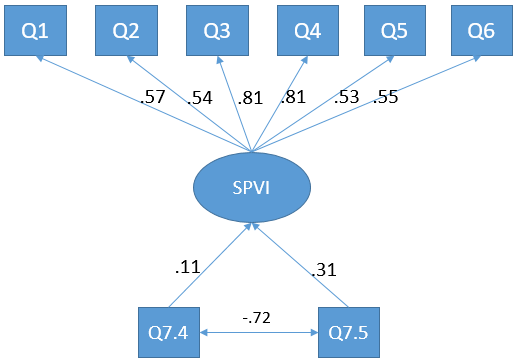 Q1 Q2 Q3 Q4 Q5 Q6
.57 .54 .81 .81 .53 .55
SPVI
.11 .31
-.72
Q7.4 Q7.5